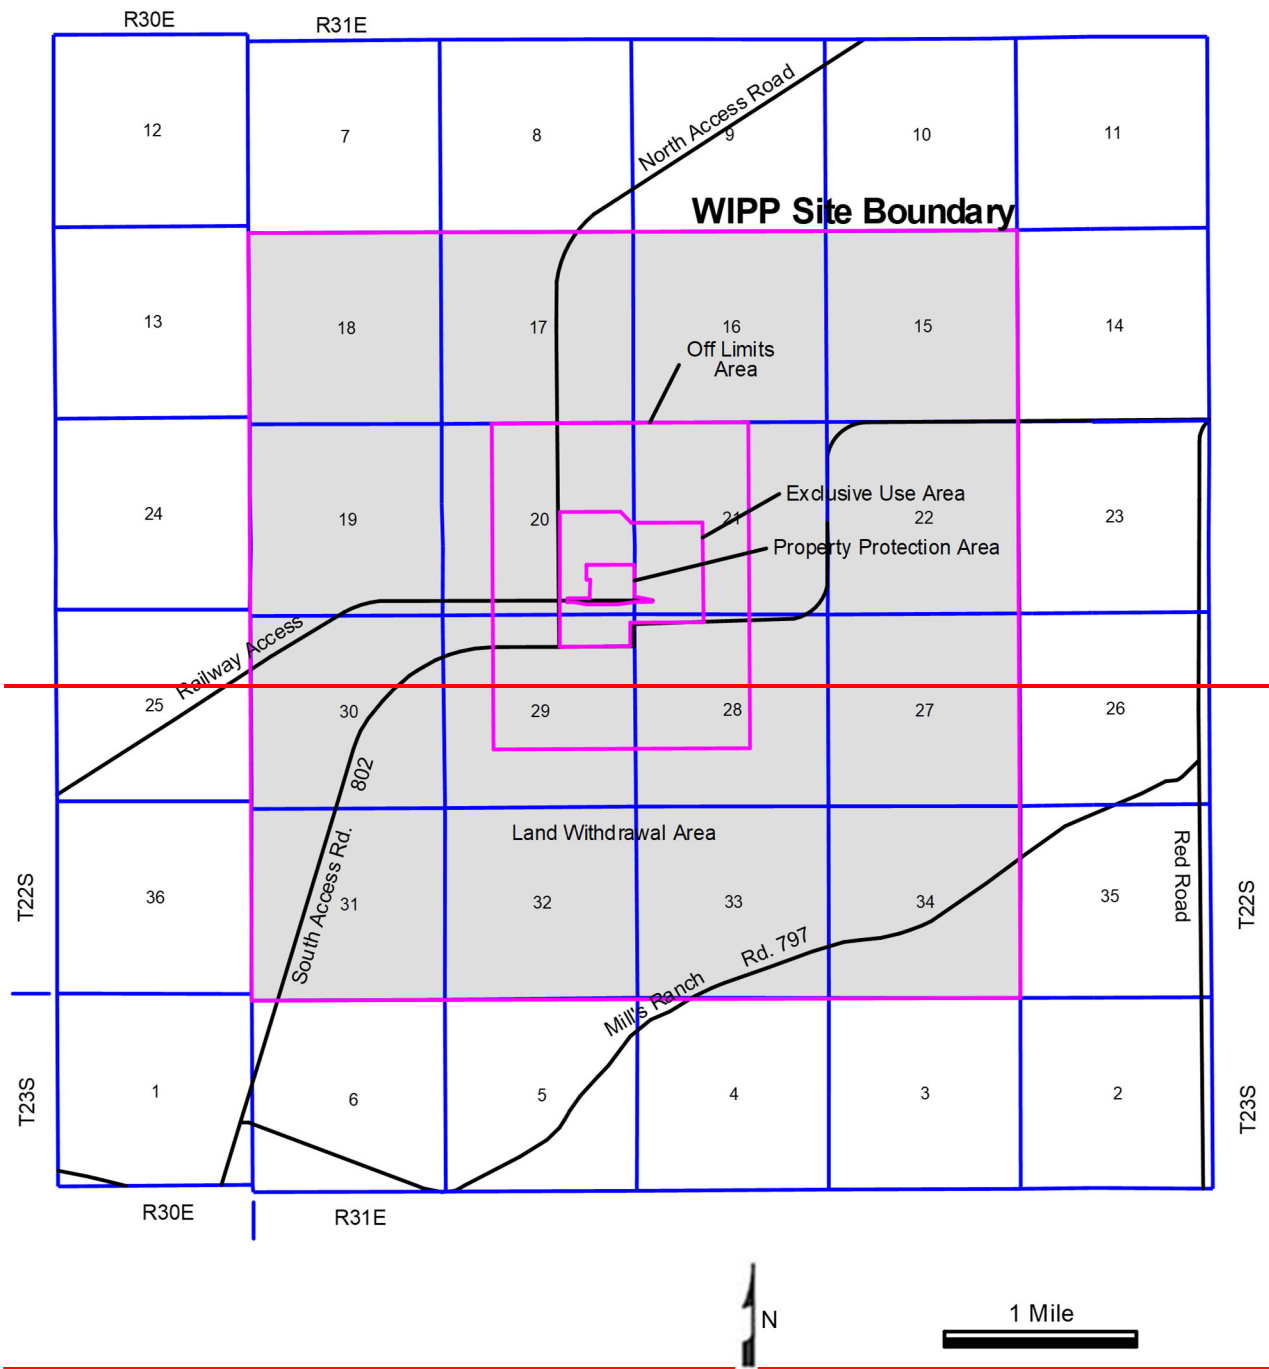 R30E
R31E
12
7
8
North Access Road
9
10
11
WIPP Site Boundary
13
18
17
16
15
14
Off Limits
Area
24
19
20
Exclusive Use Area
21
22
23
Property Protection Area
Railway Access
25
30
29
28
27
26
802
Land Withdrawal Area
South Access Rd.
Red Road
T22S
36
31
32
33
34
35
T22S
Mill's Ranch
Rd. 797
T23S
1
6
5
4
3
2
T23S
R30E
R31E
N
1 Mile